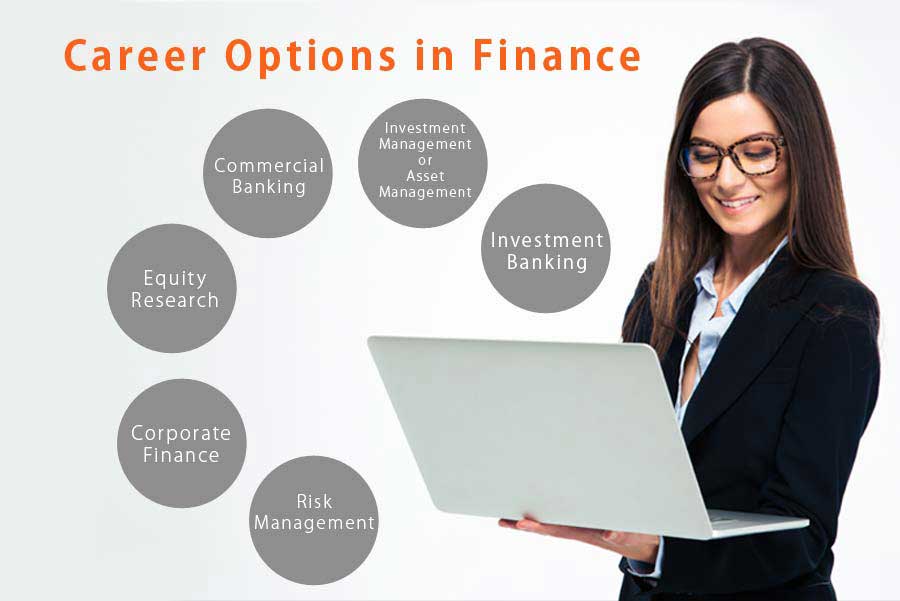 Career Options in Finance
Commercial
Banking
Investment
Management
or
Asset
Management
Investment
Banking
Equity
Research
Corporate
Finance
Risk
Management